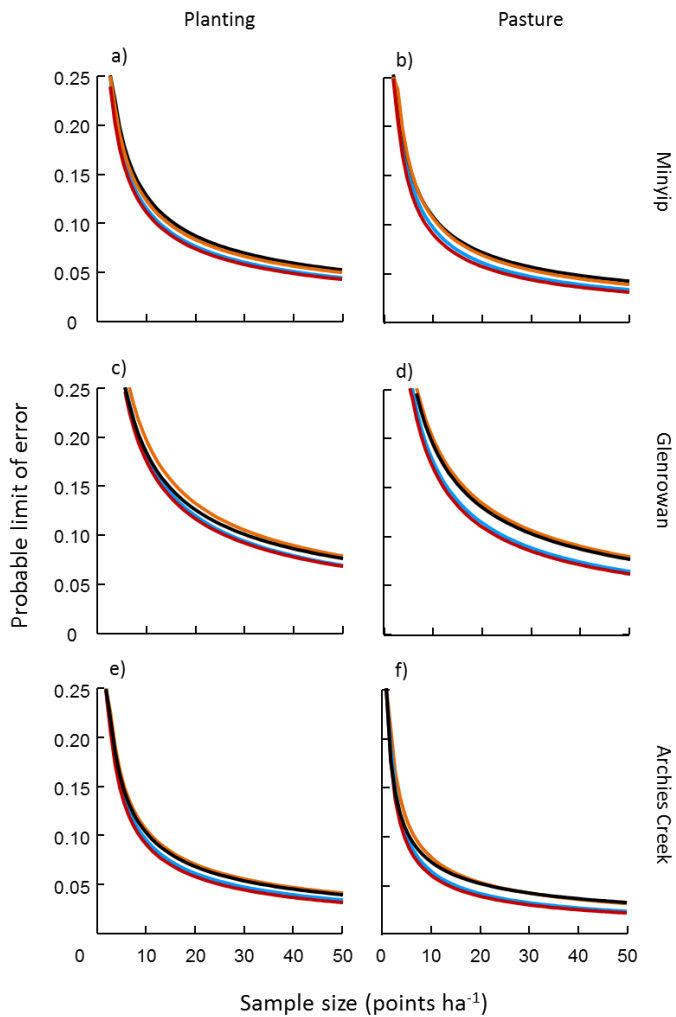 Planting Pasture
a) b)
0.25
0.20
0.15
0.10
0.05
0
Minyip
c) d)
0.25
0.20
0.15
0.10
0.05
0
Glenrowan
Probable limit of error
e) f)
0.25
0.20
0.15
0.10
0.05
Archies Creek
0 10 20 30 40 50 0 10 20 30 40 50
Sample size (points ha-1)